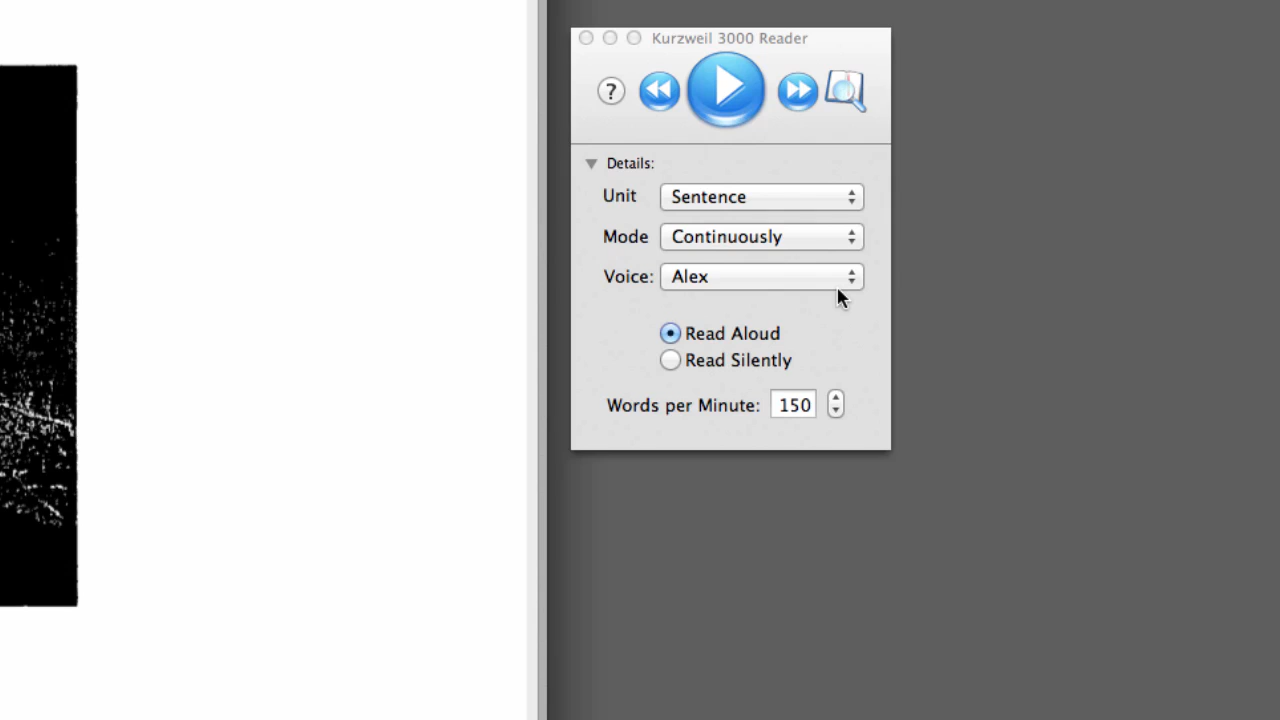 Kurzweil 3000 Reader
?
Details:
Unit Sentence
Mode Continuously
Voice: Alex
Read Aloud
Read Silently
Words per Minute: 150